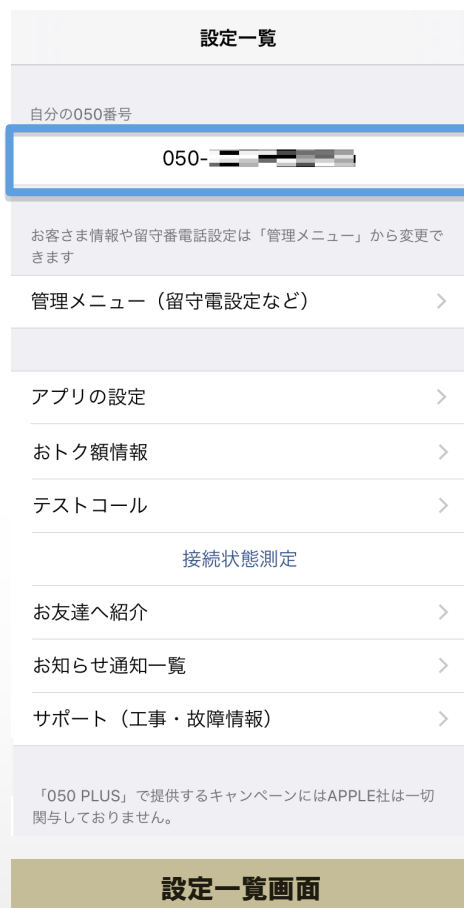 設定一覧
自分の050番号
050-
お客さま情報や留守番電話設定は「管理メニュー」から変更で
きます
管理メニュー（留守電設定など）
アプリの設定
おトク額情報
テストコール
接続状態測定
お友達へ紹介
お知らせ通知一覧
サポート（工事・故障情報）
「050 PLUS」で提供するキャンペーンにはAPPLE社は一切
関与しておりません。
設定一覧画面